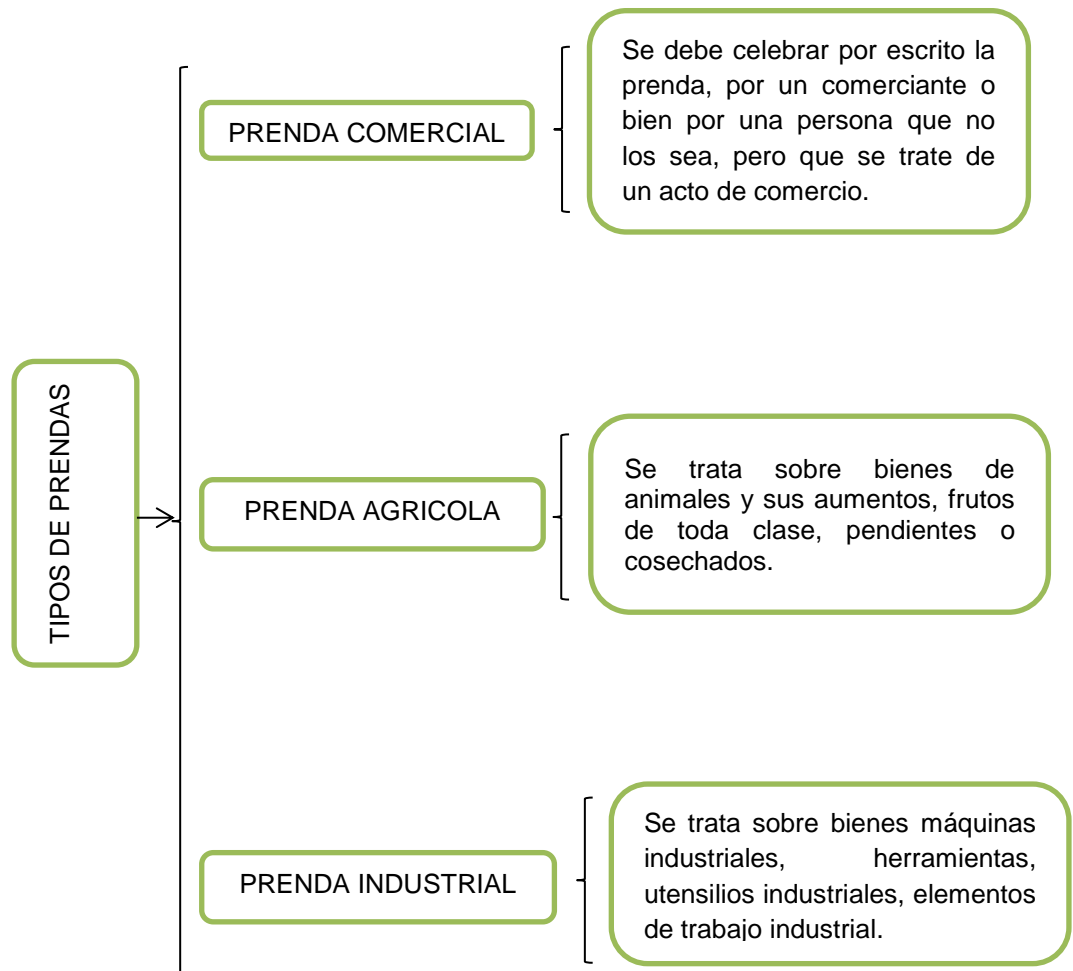 TIPOS DE PRENDAS
PRENDA COMERCIAL
Se debe celebrar por escrito la
prenda, por un comerciante o
bien por una persona que no
los sea, pero que se trate de
un acto de comercio.
PRENDA AGRICOLA
Se trata sobre bienes de
animales y sus aumentos, frutos
de toda clase, pendientes o
cosechados.
PRENDA INDUSTRIAL
Se trata sobre bienes máquinas
industriales, herramientas,
utensilios industriales, elementos
de trabajo industrial.